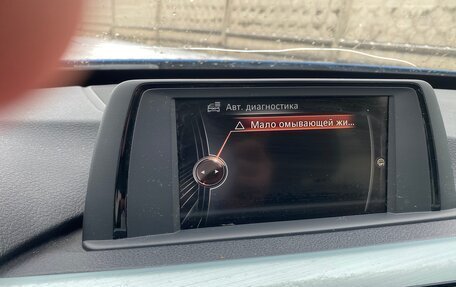 Авт. диагностика
Мало омывающей жи...